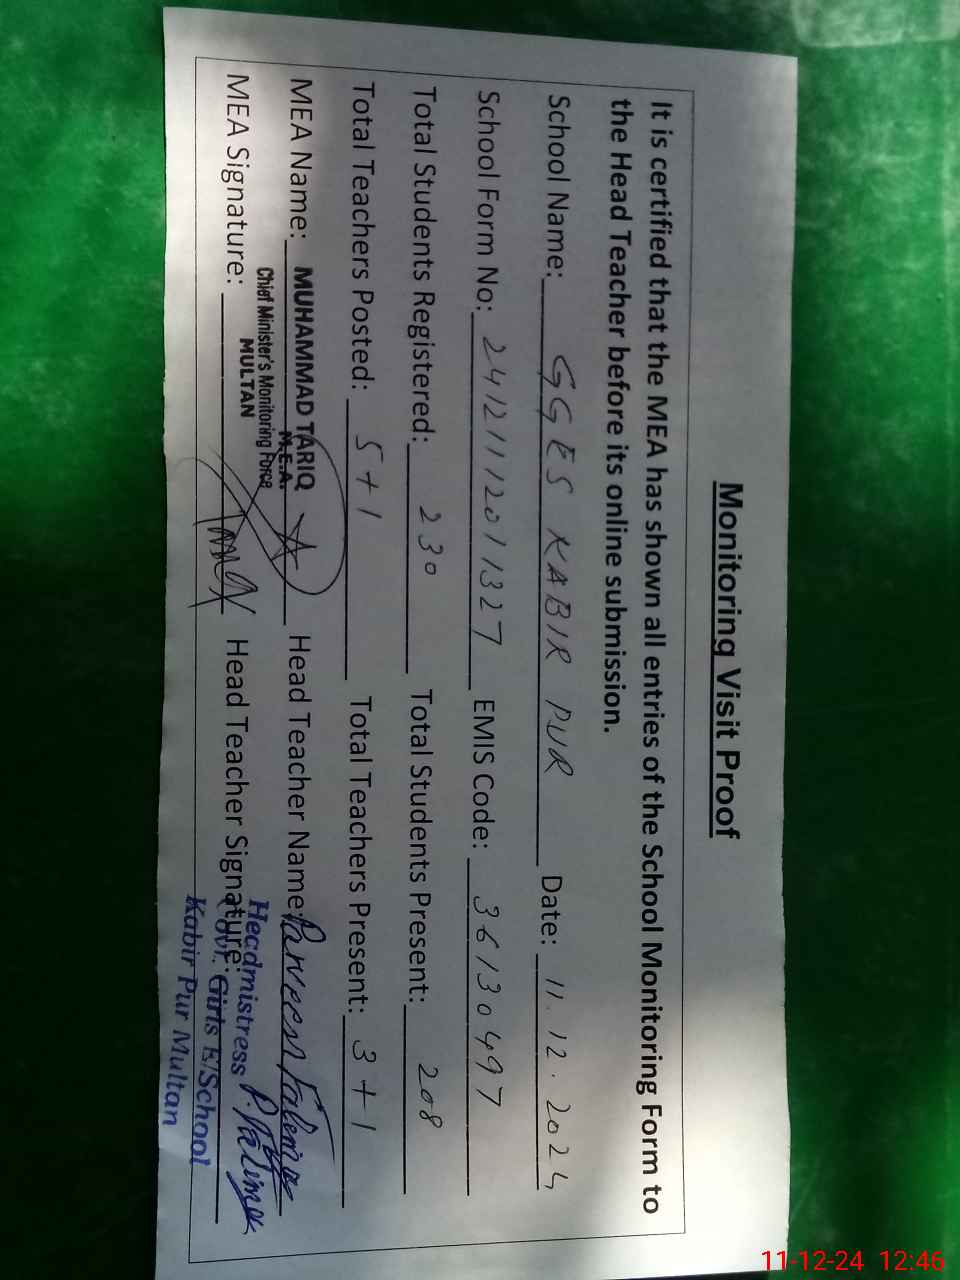 Monitoring Visit Proof
It is certified that the MEA has shown all entries of the School Monitoring Form to
the Head Teacher before its online submission.
School Name: GGES KABIR PUR Date: 11.12.2024
School Form No: 24121112011327 EMIS Code: 36130497
Total Students Registered: 230 Total Students Present: 208
Total Teachers Posted: 5+1 Total Teachers Present: 3+1
MEA Name: MUHAMMAD TARIQ Head Teacher Name: Parveen Fatima
M.E.A.
Chief Minister's Monitoring Force
MULTAN
MEA Signature: Head Teacher Signature: P. Fatima
Headmistress
Govt. Girls E/School
Kabir Pur Multan
11-12-24 12:46